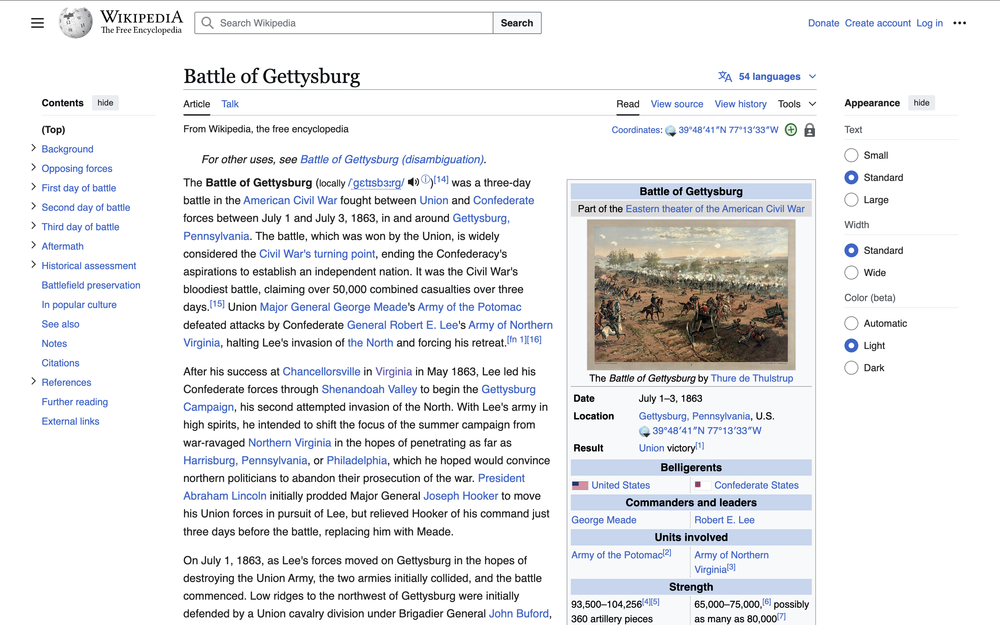 WIKIPEDIA
The Free Encyclopedia
Search Wikipedia
Search
Donate Create account Log in
Battle of Gettysburg
54 languages
Contents hide
(Top)
Background
Opposing forces
First day of battle
Second day of battle
Third day of battle
Aftermath
Historical assessment
Battlefield preservation
In popular culture
See also
Notes
Citations
References
Further reading
External links
Article Talk
Read View source View history Tools
From Wikipedia, the free encyclopedia
Coordinates: 39°48′41″N 77°13′33″W
For other uses, see Battle of Gettysburg (disambiguation).
The Battle of Gettysburg (locally /ˈɡɛtɪsbɜːrɡ/ ⓘ)[14] was a three-day
battle in the American Civil War fought between Union and Confederate
forces between July 1 and July 3, 1863, in and around Gettysburg,
Pennsylvania. The battle, which was won by the Union, is widely
considered the Civil War's turning point, ending the Confederacy's
aspirations to establish an independent nation. It was the Civil War's
bloodiest battle, claiming over 50,000 combined casualties over three
days.[15] Union Major General George Meade's Army of the Potomac
defeated attacks by Confederate General Robert E. Lee's Army of Northern
Virginia, halting Lee's invasion of the North and forcing his retreat.[fn 1][16]
After his success at Chancellorsville in Virginia in May 1863, Lee led his
Confederate forces through Shenandoah Valley to begin the Gettysburg
Campaign, his second attempted invasion of the North. With Lee's army in
high spirits, he intended to shift the focus of the summer campaign from
war-ravaged Northern Virginia in the hopes of penetrating as far as
Harrisburg, Pennsylvania, or Philadelphia, which he hoped would convince
northern politicians to abandon their prosecution of the war. President
Abraham Lincoln initially prodded Major General Joseph Hooker to move
his Union forces in pursuit of Lee, but relieved Hooker of his command just
three days before the battle, replacing him with Meade.
On July 1, 1863, as Lee's forces moved on Gettysburg in the hopes of
destroying the Union Army, the two armies initially collided, and the battle
commenced. Low ridges to the northwest of Gettysburg were initially
defended by a Union cavalry division under Brigadier General John Buford,
Battle of Gettysburg
Part of the Eastern theater of the American Civil War
BATTLE OF GETTYSBURG
The Battle of Gettysburg by Thure de Thulstrup
Date July 1–3, 1863
Location Gettysburg, Pennsylvania, U.S.
39°48′41″N 77°13′33″W
Result Union victory[1]
Belligerents
United States Confederate States
Commanders and leaders
George Meade Robert E. Lee
Units involved
Army of the Potomac[2] Army of Northern
Virginia[3]
Strength
93,500–104,256[4][5] 65,000–75,000,[6] possibly
360 artillery pieces as many as 80,000[7]
Appearance hide
Text
Small
Standard
Large
Width
Standard
Wide
Color (beta)
Automatic
Light
Dark